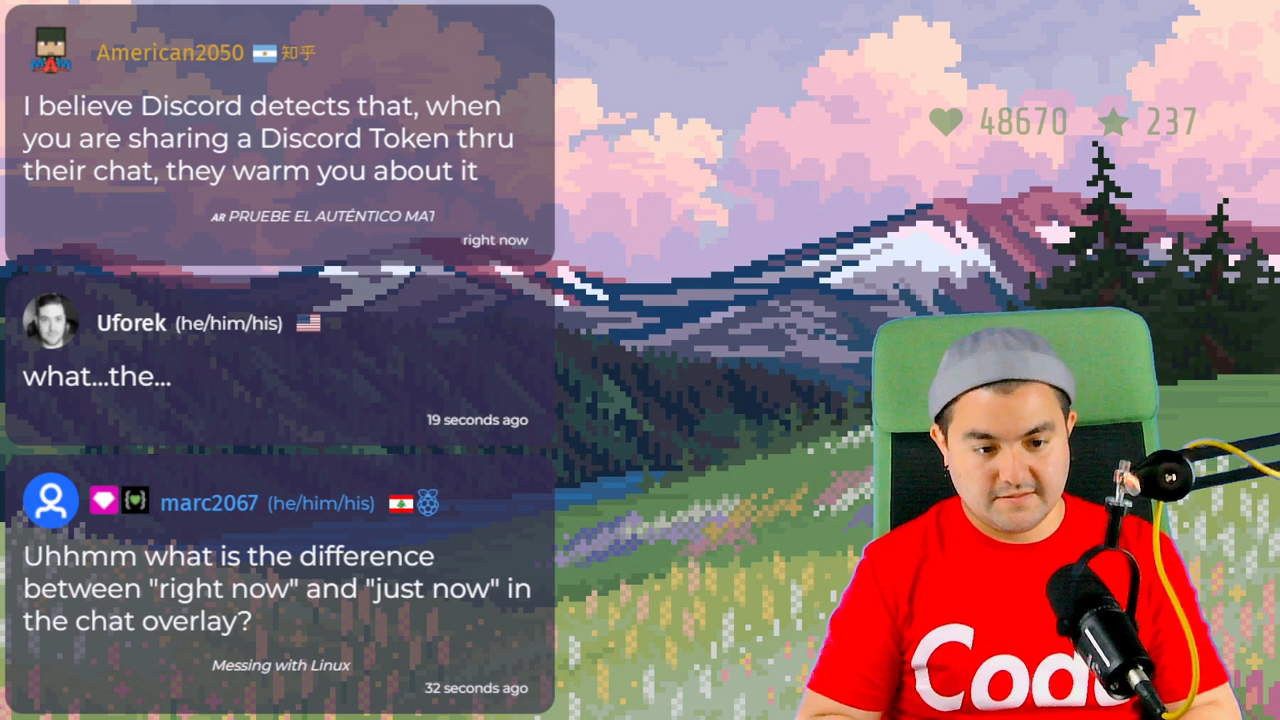 American2050 知乎
I believe Discord detects that, when
you are sharing a Discord Token thru
their chat, they warm you about it
AR PRUEBE EL AUTÉNTICO MA1
right now
Uforek (he/him/his)
what...the...
19 seconds ago
marc2067 (he/him/his)
Uhhmm what is the difference
between "right now" and "just now" in
the chat overlay?
Messing with Linux
32 seconds ago
48670 237
Code